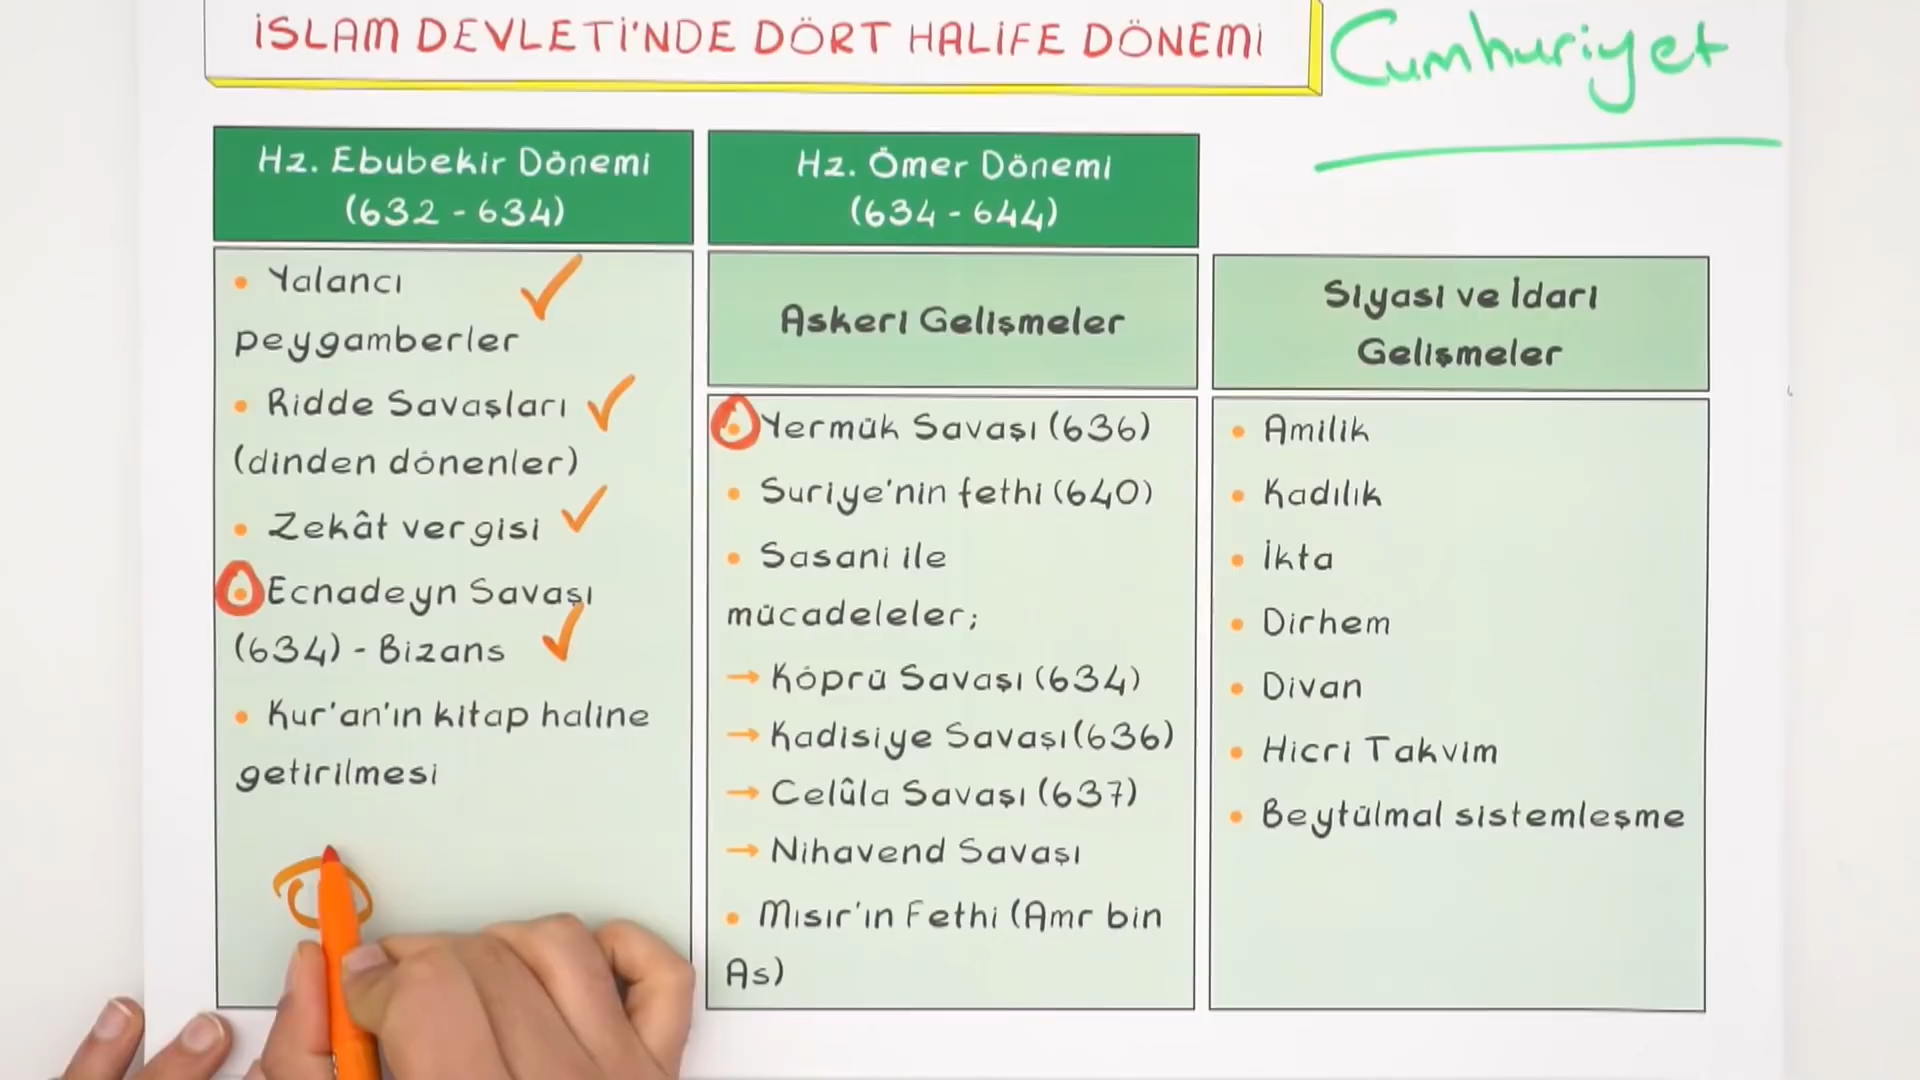 İSLAM DEVLETİ'NDE DÖRT HALİFE DÖNEMİ
Cumhuriyet
Hz. Ebubekir Dönemi
(632 - 634)
• Yalancı
peygamberler
• Ridde Savaşları
(dinden dönenler)
• Zekât vergisi
• Ecnadeyn Savaşı
(634) - Bizans
• Kur'an'ın kitap haline
getirilmesi
Hz. Ömer Dönemi
(634 - 644)
Askeri Gelişmeler
• Yermük Savaşı (636)
• Suriye'nin fethi (640)
• Sasani ile
mücadeleler;
→ Köprü Savaşı (634)
→ Kadisiye Savaşı (636)
→ Celûla Savaşı (637)
→ Nihavend Savaşı
• Mısır'ın Fethi (Amr bin
As)
Siyasi ve İdari
Gelişmeler
• Amilik
• Kadılık
• İkta
• Dirhem
• Divan
• Hicri Takvim
• Beytülmal sistemleşme